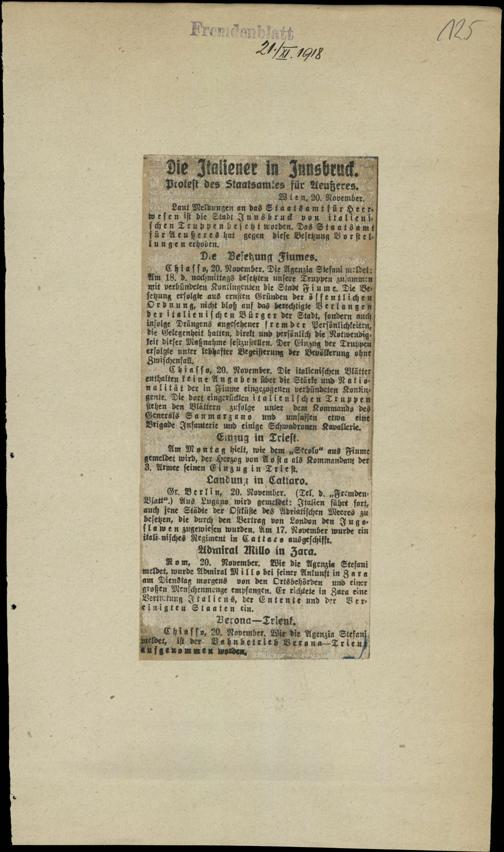 Fremdenblatt
125
21./XI. 1918
Die Italiener in Innsbruck.
Protest des Staatsamtes für Aeußeres.
Wien, 20. November.
Laut Meldungen an das Staatsamt für Heer-
wesen ist die Stadt Innsbruck von italieni-
schen Truppen besetzt worden. Das Staatsamt
für Aeußeres hat gegen diese Besetzung Vorstel-
lungen erhoben.
Die Besetzung Fiumes.
Chiasso, 20. November. Die Agenzia Stefani meldet:
Am 18. d. nachmittags besetzten unsere Truppen zusammen
mit verbündeten Kontingenten die Stadt Fiume. Die Be-
setzung erfolgte aus ernsten Gründen der öffentlichen
Ordnung, nicht bloß auf das berechtigte Verlangen
der italienischen Bürger der Stadt, sondern auch
infolge Drängens angesehener fremder Persönlichkeiten,
die Gelegenheit hatten, direkt und persönlich die Notwendig-
keit dieser Maßnahme festzustellen. Der Einzug der Truppen
erfolgte unter lebhafter Begeisterung der Bevölkerung ohne
Zwischenfall.
Chiasso, 20. November. Die italienischen Blätter
enthalten keine Angaben über die Stärke und Natio-
nalität der in Fiume eingezogenen verbündeten Kontin-
gente. Die dort eingerückten italienischen Truppen
stehen den Blättern zufolge unter dem Kommando des
Generals Sanmarzano und umfassen etwa eine
Brigade Infanterie und einige Schwadronen Kavallerie.
Einzug in Triest.
Am Montag hielt, wie dem „Secolo“ aus Fiume
gemeldet wird, der Herzog von Aosta als Kommandant der
3. Armee seinen Einzug in Triest.
Landung in Cattaro.
Gr. Berlin, 20. November. (Tel. d. „Fremden-
Blatt“.) Aus Lugano wird gemeldet: Italien führt fort,
auch jene Städte der Ostküste des Adriatischen Meeres zu
besetzen, die durch den Vertrag von London den Jugo-
slawen zugewiesen wurden. Am 17. November wurde ein
italienisches Regiment in Cattaro ausgeschifft.
Admiral Millo in Zara.
Rom, 20. November. Wie die Agenzia Stefani
meldet, wurde Admiral Millo bei seiner Ankunft in Zara
am Dienstag morgens von den Ortsbehörden und einer
großen Menschenmenge empfangen. Er richtete in Zara eine
Vertretung Italiens, der Entente und der Ver-
einigten Staaten ein.
Verona—Trient.
Chiasso, 20. November. Wie die Agenzia Stefani
meldet, ist der Bahnbetrieb Verona—Trient
aufgenommen worden.